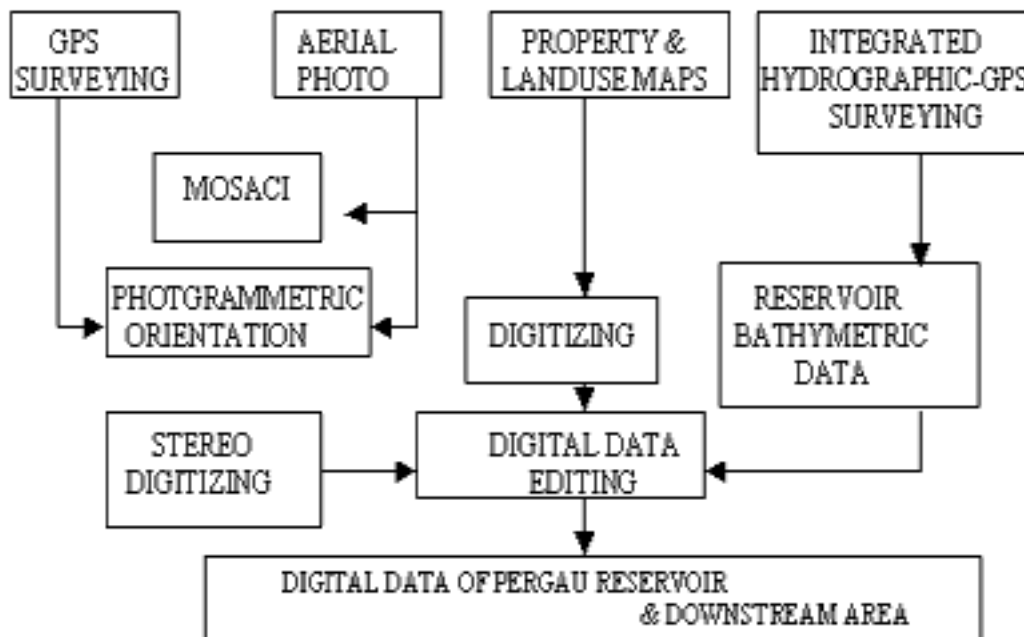 GPS
SURVEYING
AERIAL
PHOTO
PROPERTY &
LANDUSE MAPS
INTEGRATED
HYDROGRAPHIC-GPS
SURVEYING
MOSACI
PHOTGRAMMETRIC
ORIENTATION
DIGITIZING
RESERVOIR
BATHYMETRIC
DATA
STEREO
DIGITIZING
DIGITAL DATA
EDITING
DIGITAL DATA OF PERGAU RESERVOIR
& DOWNSTREAM AREA